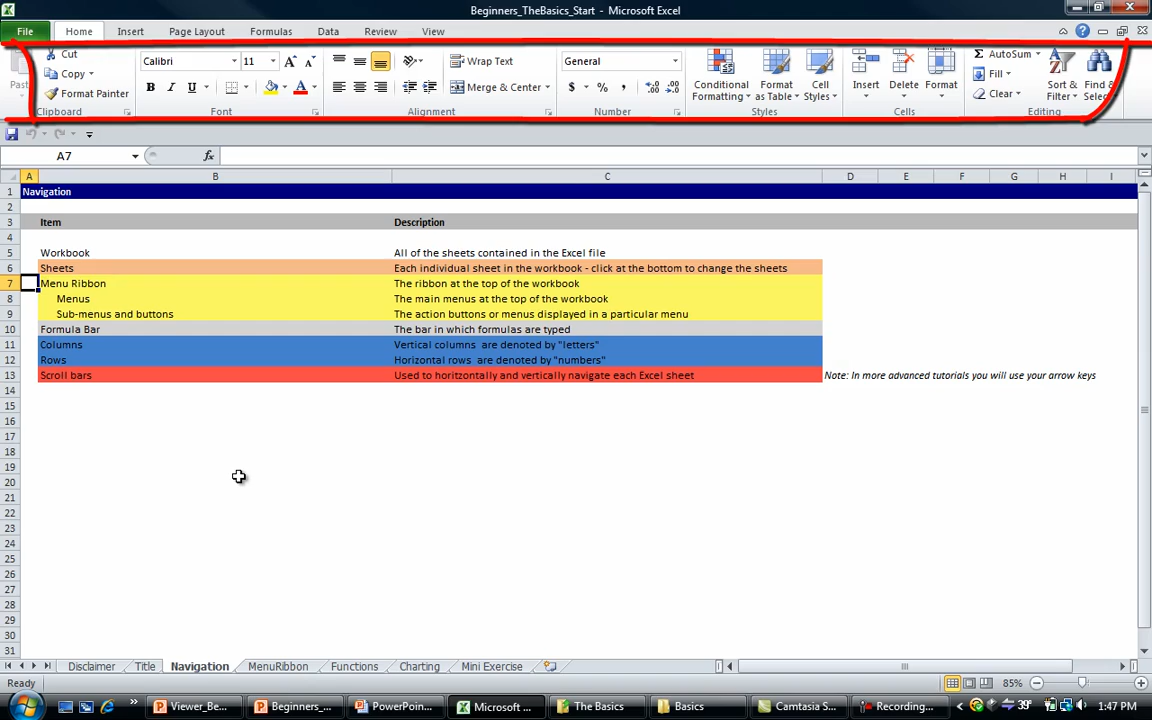 Beginners_TheBasics_Start - Microsoft Excel
File Home Insert Page Layout Formulas Data Review View
Cut Calibri 11 Wrap Text General AutoSum
Copy Fill
Format Painter B I U A Merge & Center $ % , Conditional Formatting Format as Table Cell Styles Insert Delete Format Clear Sort & Filter Find &
Clipboard Font Alignment Number Styles Cells Editing
A7 fx
A B C D E F G H I
1 Navigation
2
3 Item Description
4
5 Workbook All of the sheets contained in the Excel file
6 Sheets Each individual sheet in the workbook - click at the bottom to change the sheets
7 Menu Ribbon The ribbon at the top of the workbook
8 Menus The main menus at the top of the workbook
9 Sub-menus and buttons The action buttons or menus displayed in a particular menu
10 Formula Bar The bar in which formulas are typed
11 Columns Vertical columns are denoted by "letters"
12 Rows Horizontal rows are denoted by "numbers"
13 Scroll bars Used to horitzontally and vertically navigate each Excel sheet Note: In more advanced tutorials you will use your arrow keys
14
15
16
17
18
19
20
21
22
23
24
25
26
27
28
29
30
31
Disclaimer Title Navigation MenuRibbon Functions Charting Mini Exercise
Ready 85%
Viewer_Be... Beginners_... PowerPoin... Microsoft ... The Basics Basics Camtasia S... Recording... 39° 1:47 PM